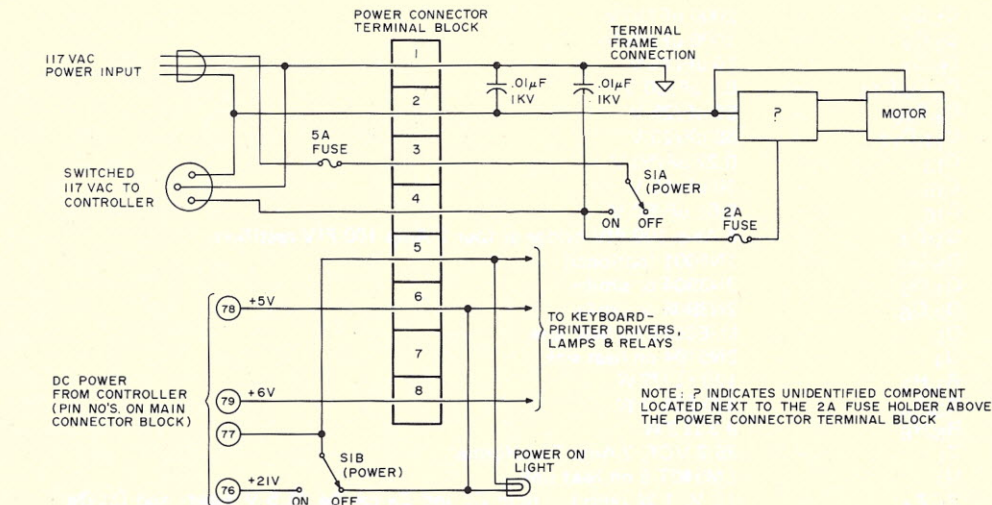 POWER CONNECTOR
TERMINAL BLOCK
117 VAC
POWER INPUT
TERMINAL
FRAME
CONNECTION
1
.01µF
1KV
.01µF
1KV
2
?
MOTOR
5A
FUSE
3
SWITCHED
117 VAC TO
CONTROLLER
S1A
(POWER
4
ON
OFF
2A
FUSE
5
78
+5V
6
TO KEYBOARD-
PRINTER DRIVERS,
LAMPS & RELAYS
7
DC POWER
FROM CONTROLLER
(PIN NO'S. ON MAIN
CONNECTOR BLOCK)
79
+6V
8
NOTE: ? INDICATES UNIDENTIFIED COMPONENT
LOCATED NEXT TO THE 2A FUSE HOLDER ABOVE
THE POWER CONNECTOR TERMINAL BLOCK
77
S1B
(POWER)
POWER ON
LIGHT
76
+21V
ON
OFF